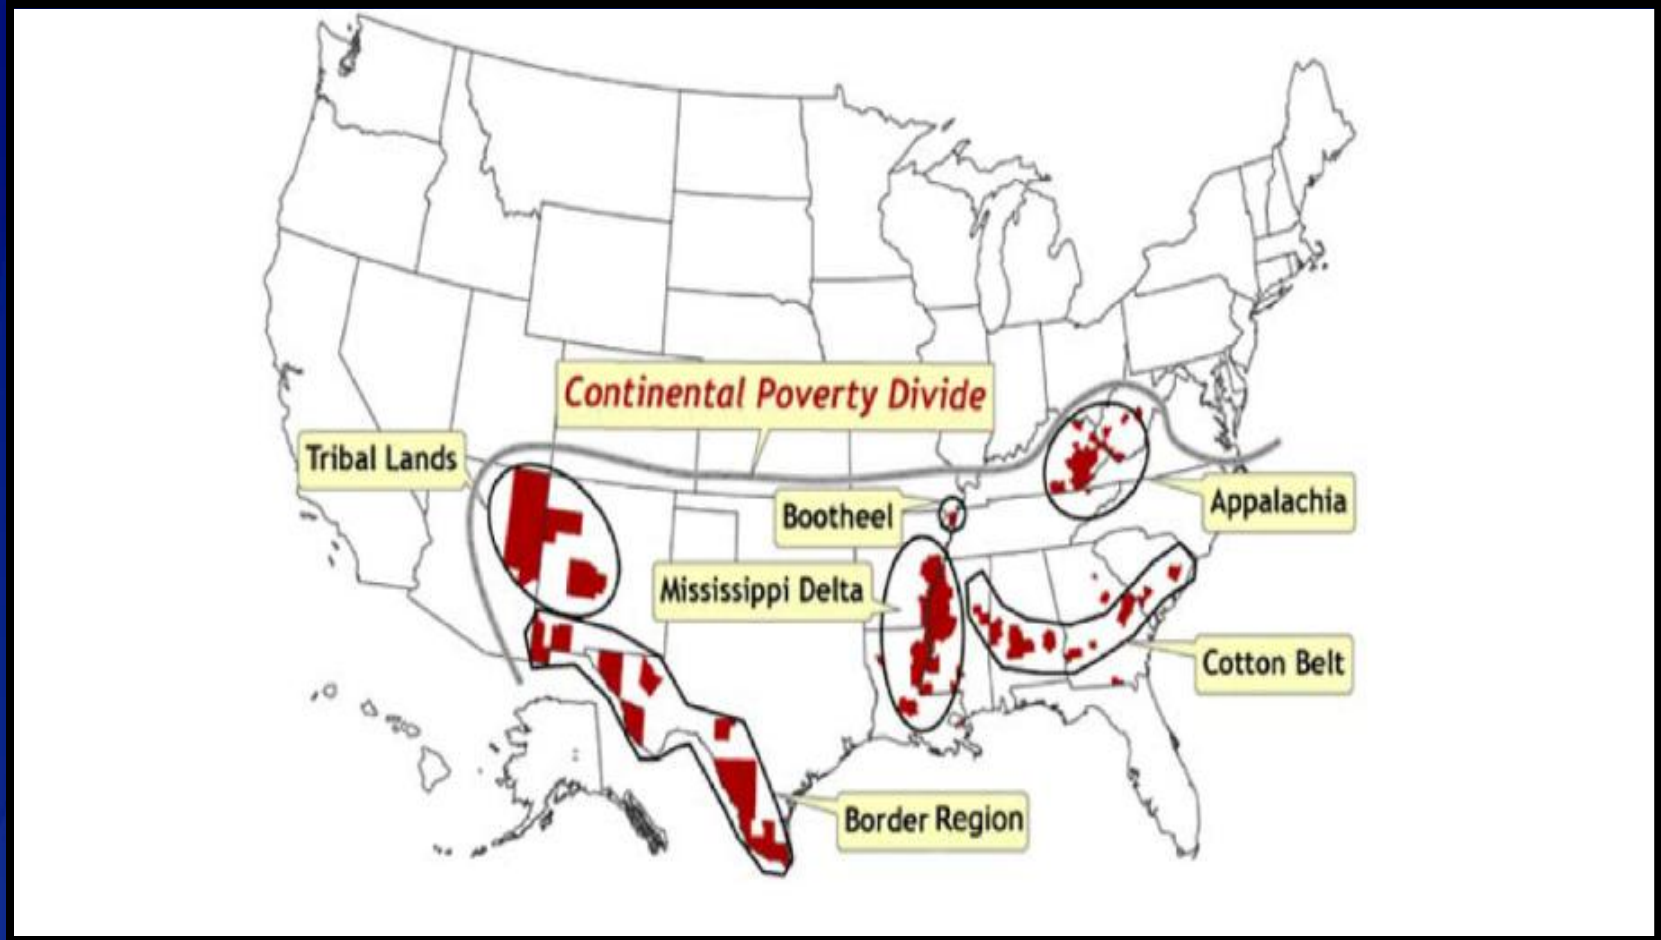 Continental Poverty Divide
Tribal Lands
Bootheel
Appalachia
Mississippi Delta
Cotton Belt
Border Region